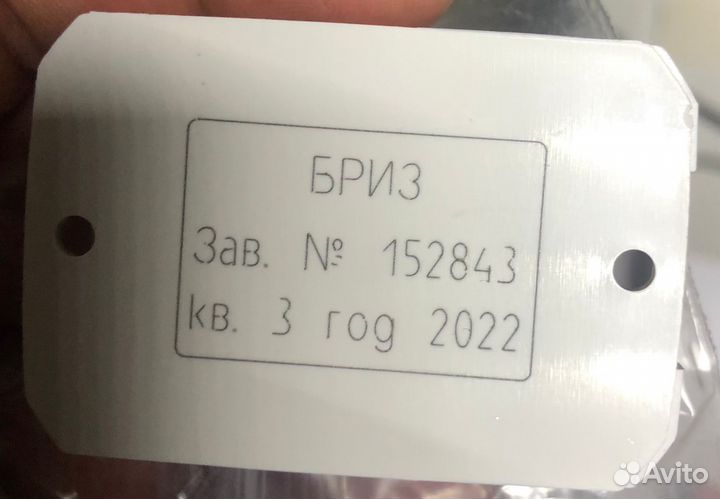 БРИЗ
Зав. № 152843
кв. 3 год 2022
Avito